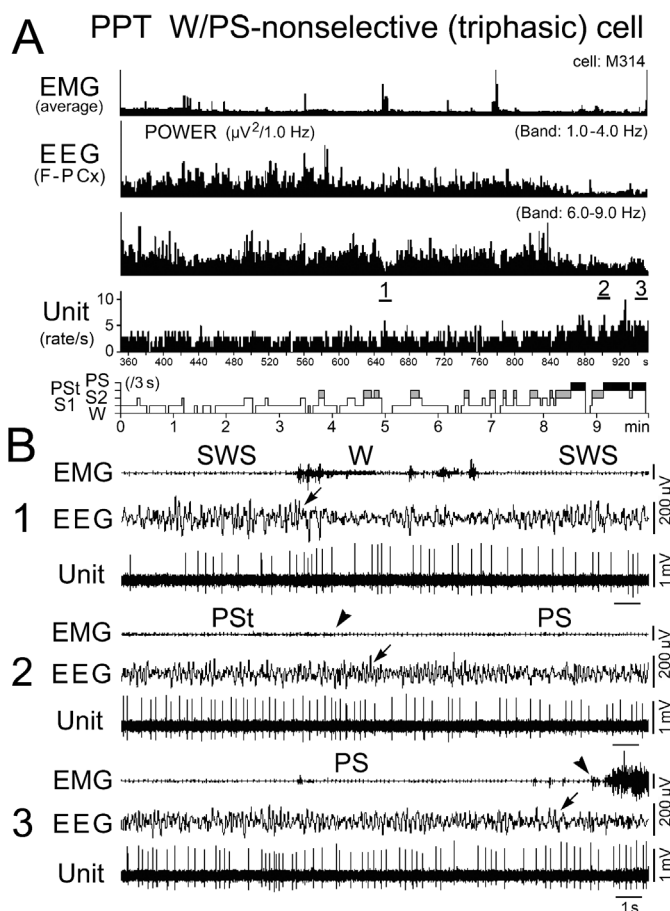 A PPT W/PS-nonselective (triphasic) cell
cell: M314
EMG
(average)
POWER (μV²/1.0 Hz)
(Band: 1.0-4.0 Hz)
EEG
(F-P Cx)
(Band: 6.0-9.0 Hz)
1 2 3
Unit
(rate/s)
10
5
0
360 400 440 480 520 560 600 640 680 720 760 800 840 880 920 s
PSt PS (/3 s)
S1 S2
W
0 1 2 3 4 5 6 7 8 9 min
B
SWS W SWS
EMG
1 EEG
200 μV
Unit
1 mV
PSt PS
EMG
2 EEG
200 μV
Unit
1 mV
PS
EMG
3 EEG
200 μV
Unit
1 mV
1 s